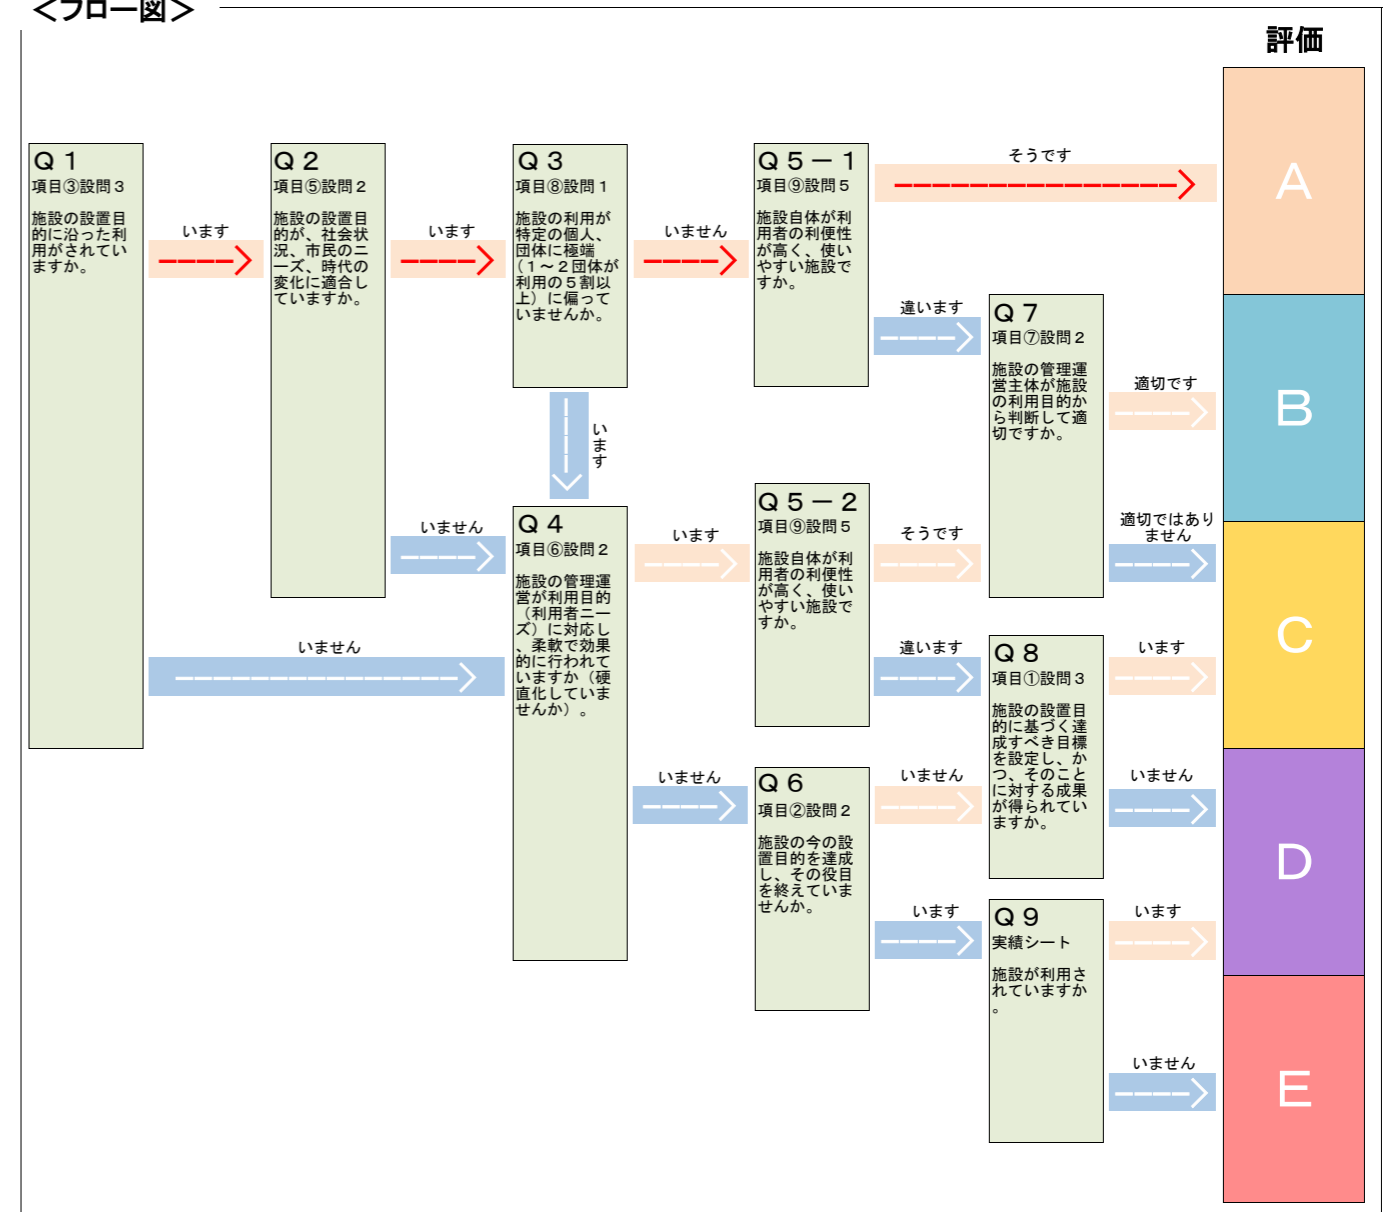 ＜フロー図＞
評価
Ｑ１
項目③設問３
施設の設置目
的に沿った利
用がされてい
ますか。
います
いません
Ｑ２
項目⑤設問２
施設の設置目
的が、社会状
況、市民のニ
ーズ、時代の
変化に適合し
ていますか。
います
いません
Ｑ３
項目⑧設問１
施設の利用が
特定の個人、
団体に極端
（１～２団体が
利用の５割以
上）に偏って
いませんか。
いません
います
Ｑ４
項目⑥設問２
施設の管理運
営が利用目的
（利用者ニー
ズ）に対応し
、柔軟で効果
的に行われて
いますか（硬
直化していま
せんか）。
います
いません
Ｑ５－１
項目⑨設問５
施設自体が利
用者の利便性
が高く、使い
やすい施設で
すか。
そうです
違います
Ｑ５－２
項目⑨設問５
施設自体が利
用者の利便性
が高く、使い
やすい施設で
すか。
そうです
違います
Ｑ６
項目②設問２
施設の今の設
置目的を達成
し、その役目
を終えていま
せんか。
いません
います
Ｑ７
項目⑦設問２
施設の管理運
営主体が施設
の利用目的か
ら判断して適
切ですか。
適切です
適切ではあり
ません
Ｑ８
項目①設問３
施設の設置目
的に基づく達
成すべき目標
を設定し、か
つ、そのこと
に対する成果
が得られてい
ますか。
います
いません
Ｑ９
実績シート
施設が利用さ
れていますか
。
います
いません
Ａ
Ｂ
Ｃ
Ｄ
Ｅ